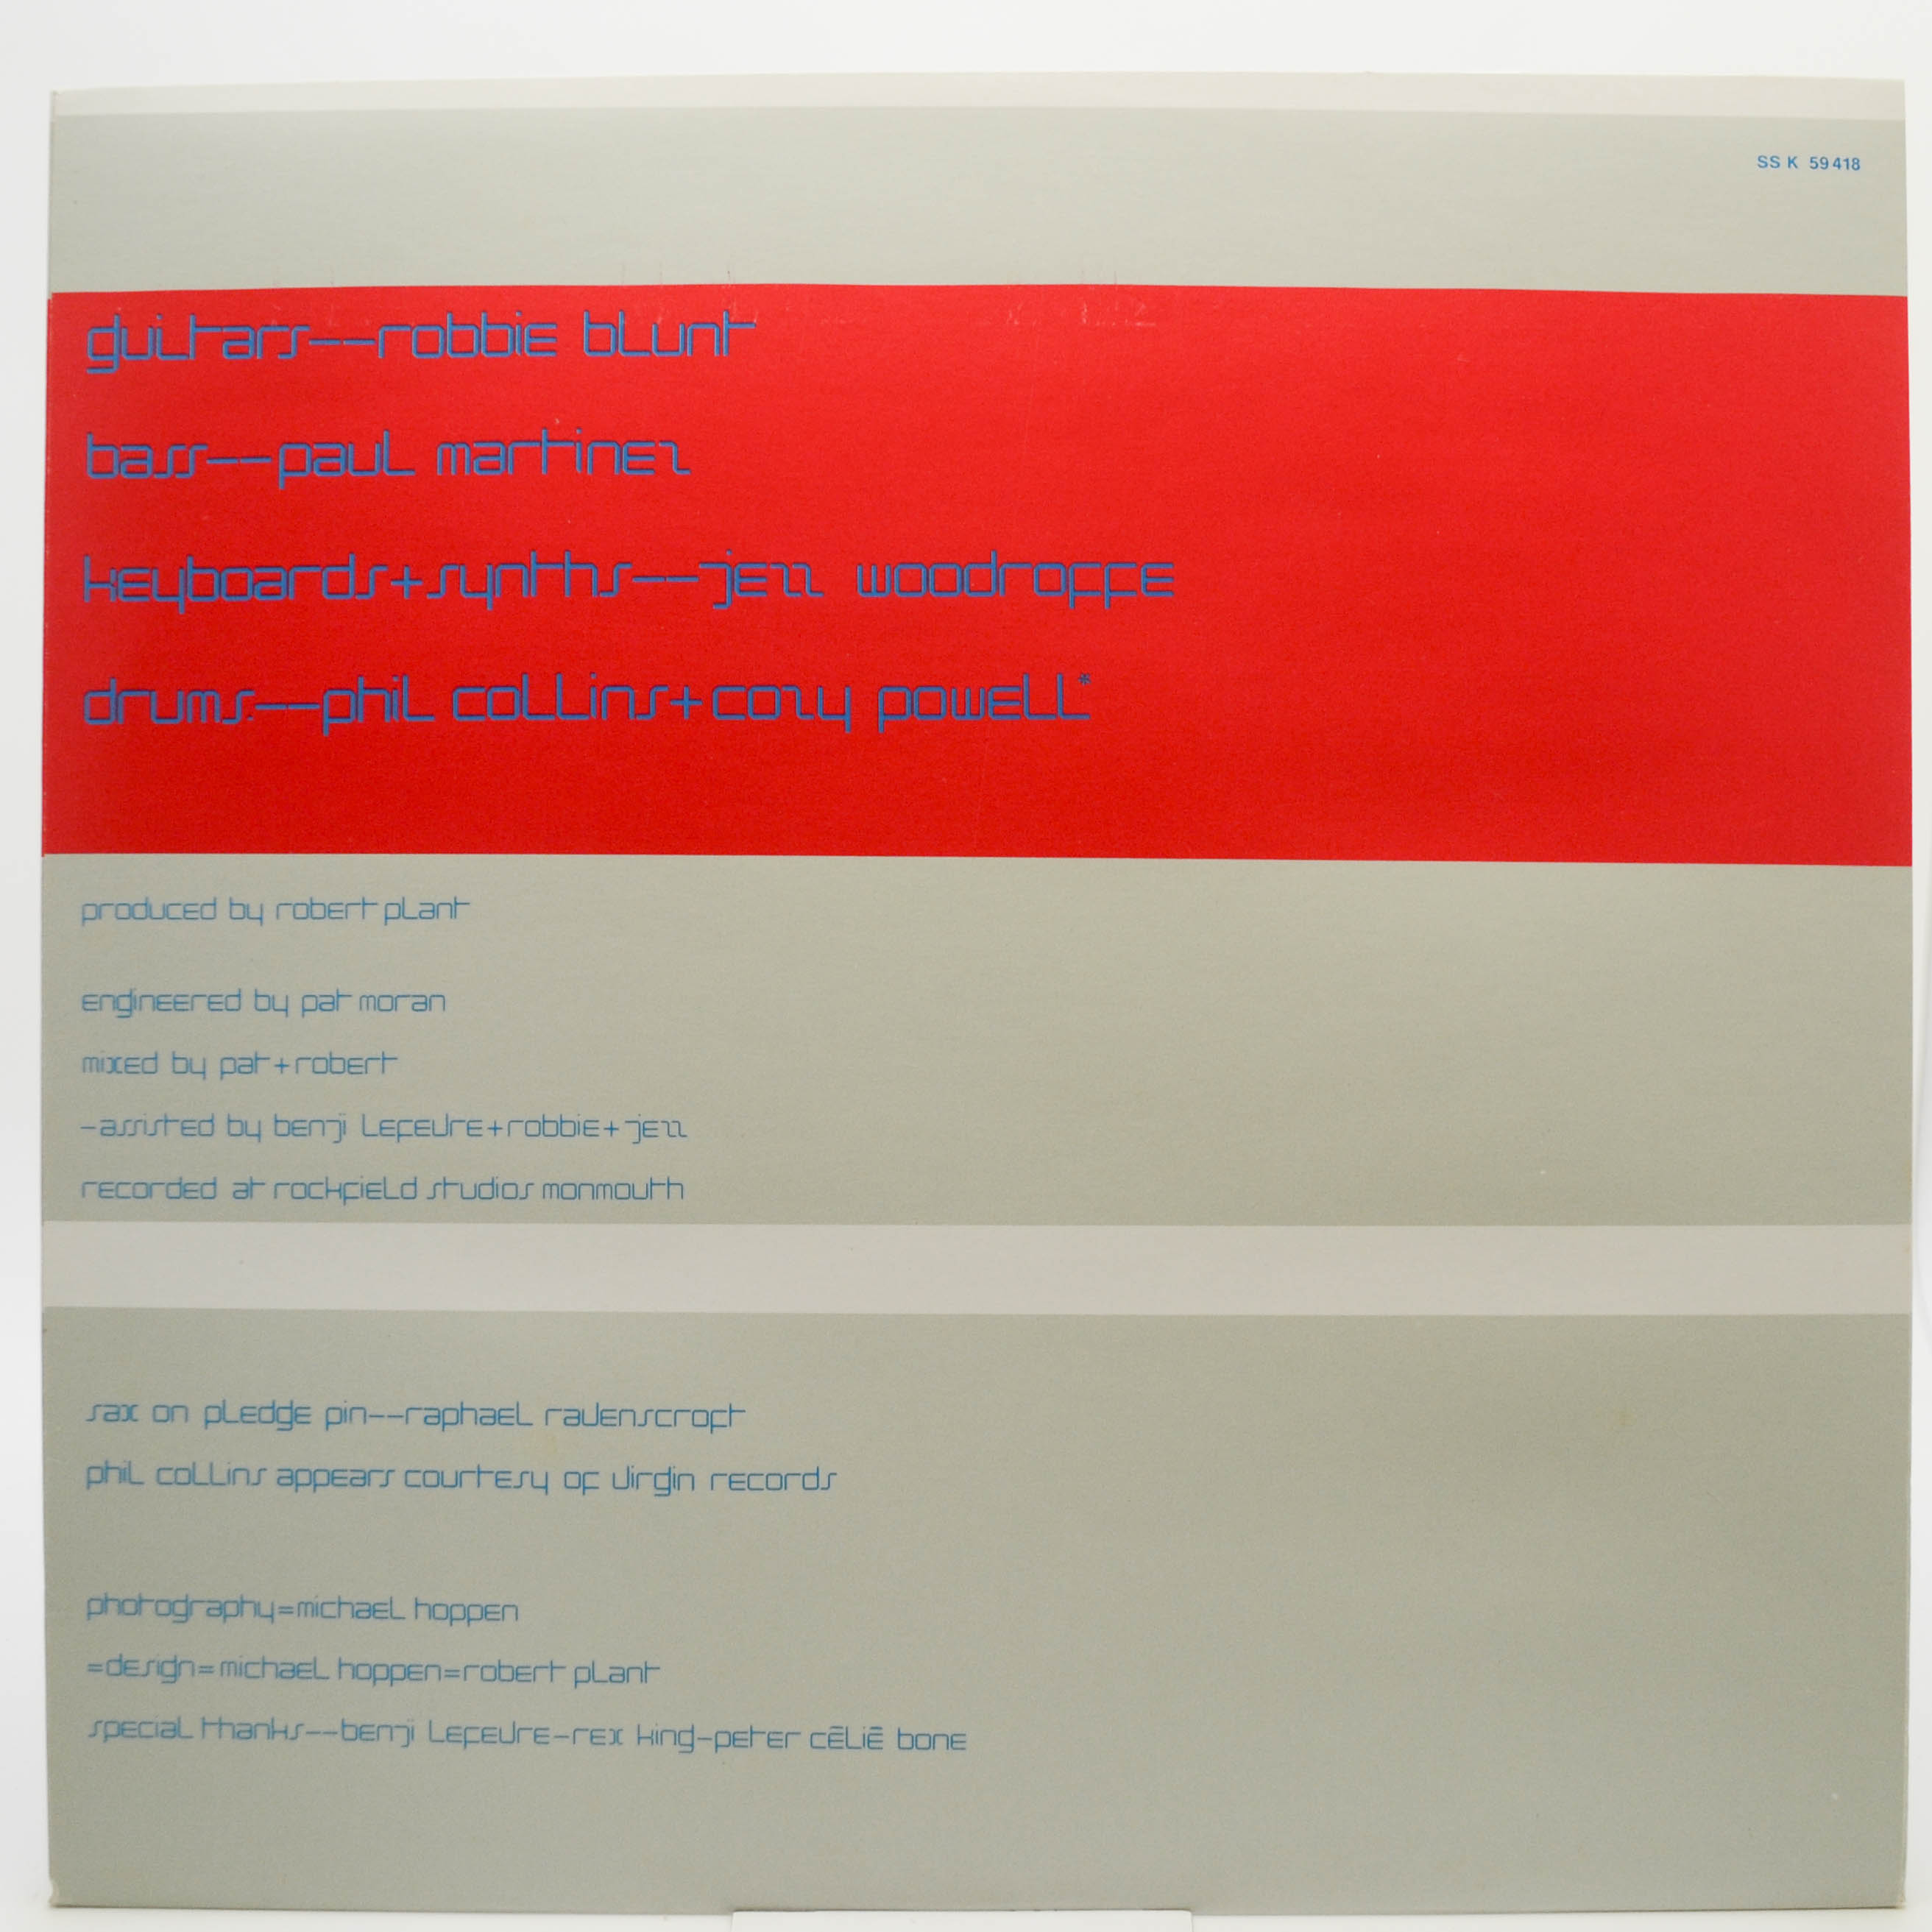 SS K 59418
guitars--robbie blunt
bass--paul martinez
keyboards+synths--jezz woodroffe
drums--phil collins+cozy powell*
produced by robert plant
engineered by pat moran
mixed by pat+robert
-assisted by benji lefevre+robbie+jezz
recorded at rockfield studios monmouth
sax on pledge pin--raphael ravenscroft
phil collins appears courtesy of virgin records
photography=michael hoppen
=design=michael hoppen=robert plant
special thanks--benji lefevre-rex king-peter cēliē bone